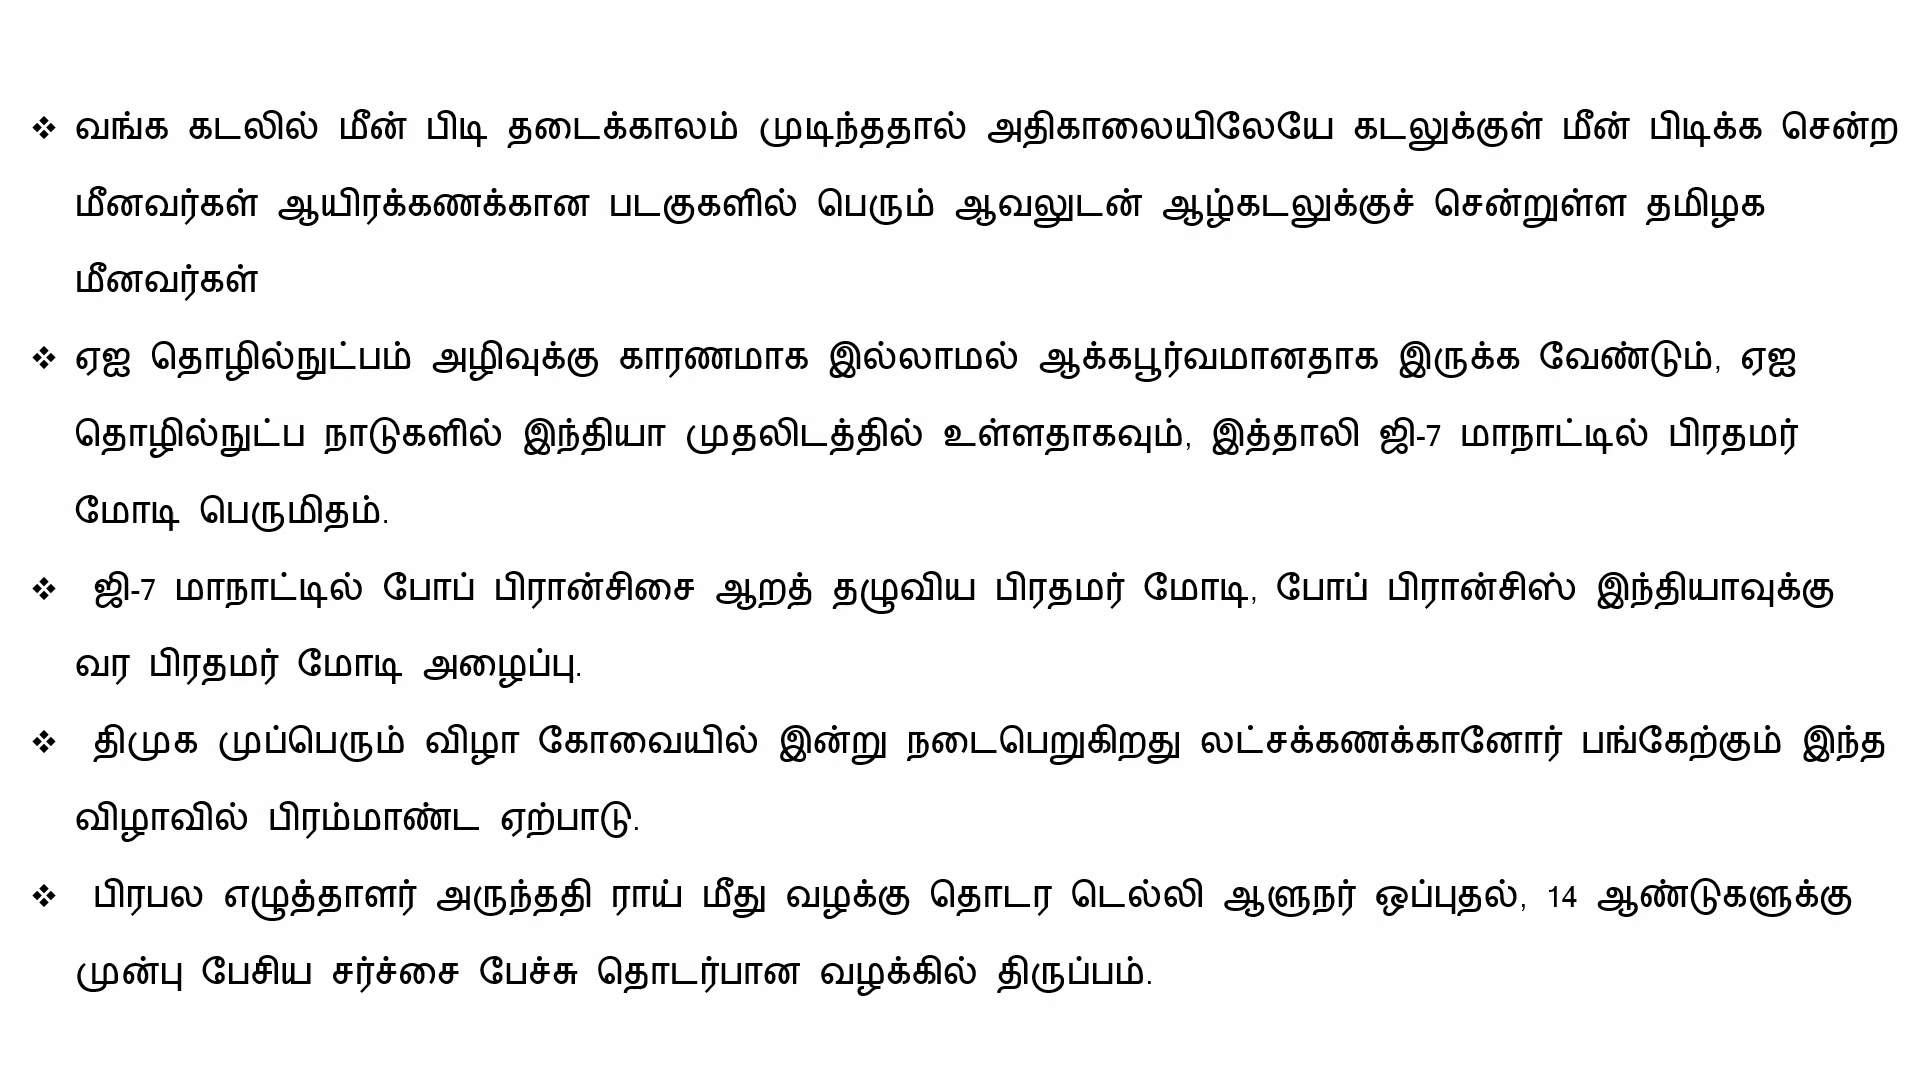 ❖ வங்க கடலில் மீன் பிடி தடைக்காலம் முடிந்ததால் அதிகாலையிலேயே கடலுக்குள் மீன் பிடிக்க சென்ற
மீனவர்கள் ஆயிரக்கணக்கான படகுகளில் பெரும் ஆவலுடன் ஆழ்கடலுக்குச் சென்றுள்ள தமிழக
மீனவர்கள்
❖ ஏஐ தொழில்நுட்பம் அழிவுக்கு காரணமாக இல்லாமல் ஆக்கபூர்வமானதாக இருக்க வேண்டும், ஏஐ
தொழில்நுட்ப நாடுகளில் இந்தியா முதலிடத்தில் உள்ளதாகவும், இத்தாலி ஜி-7 மாநாட்டில் பிரதமர்
மோடி பெருமிதம்.
❖ ஜி-7 மாநாட்டில் போப் பிரான்சிசை ஆறத் தழுவிய பிரதமர் மோடி, போப் பிரான்சிஸ் இந்தியாவுக்கு
வர பிரதமர் மோடி அழைப்பு.
❖ திமுக முப்பெரும் விழா கோவையில் இன்று நடைபெறுகிறது லட்சக்கணக்கானோர் பங்கேற்கும் இந்த
விழாவில் பிரம்மாண்ட ஏற்பாடு.
❖ பிரபல எழுத்தாளர் அருந்ததி ராய் மீது வழக்கு தொடர டெல்லி ஆளுநர் ஒப்புதல், 14 ஆண்டுகளுக்கு
முன்பு பேசிய சர்ச்சை பேச்சு தொடர்பான வழக்கில் திருப்பம்.